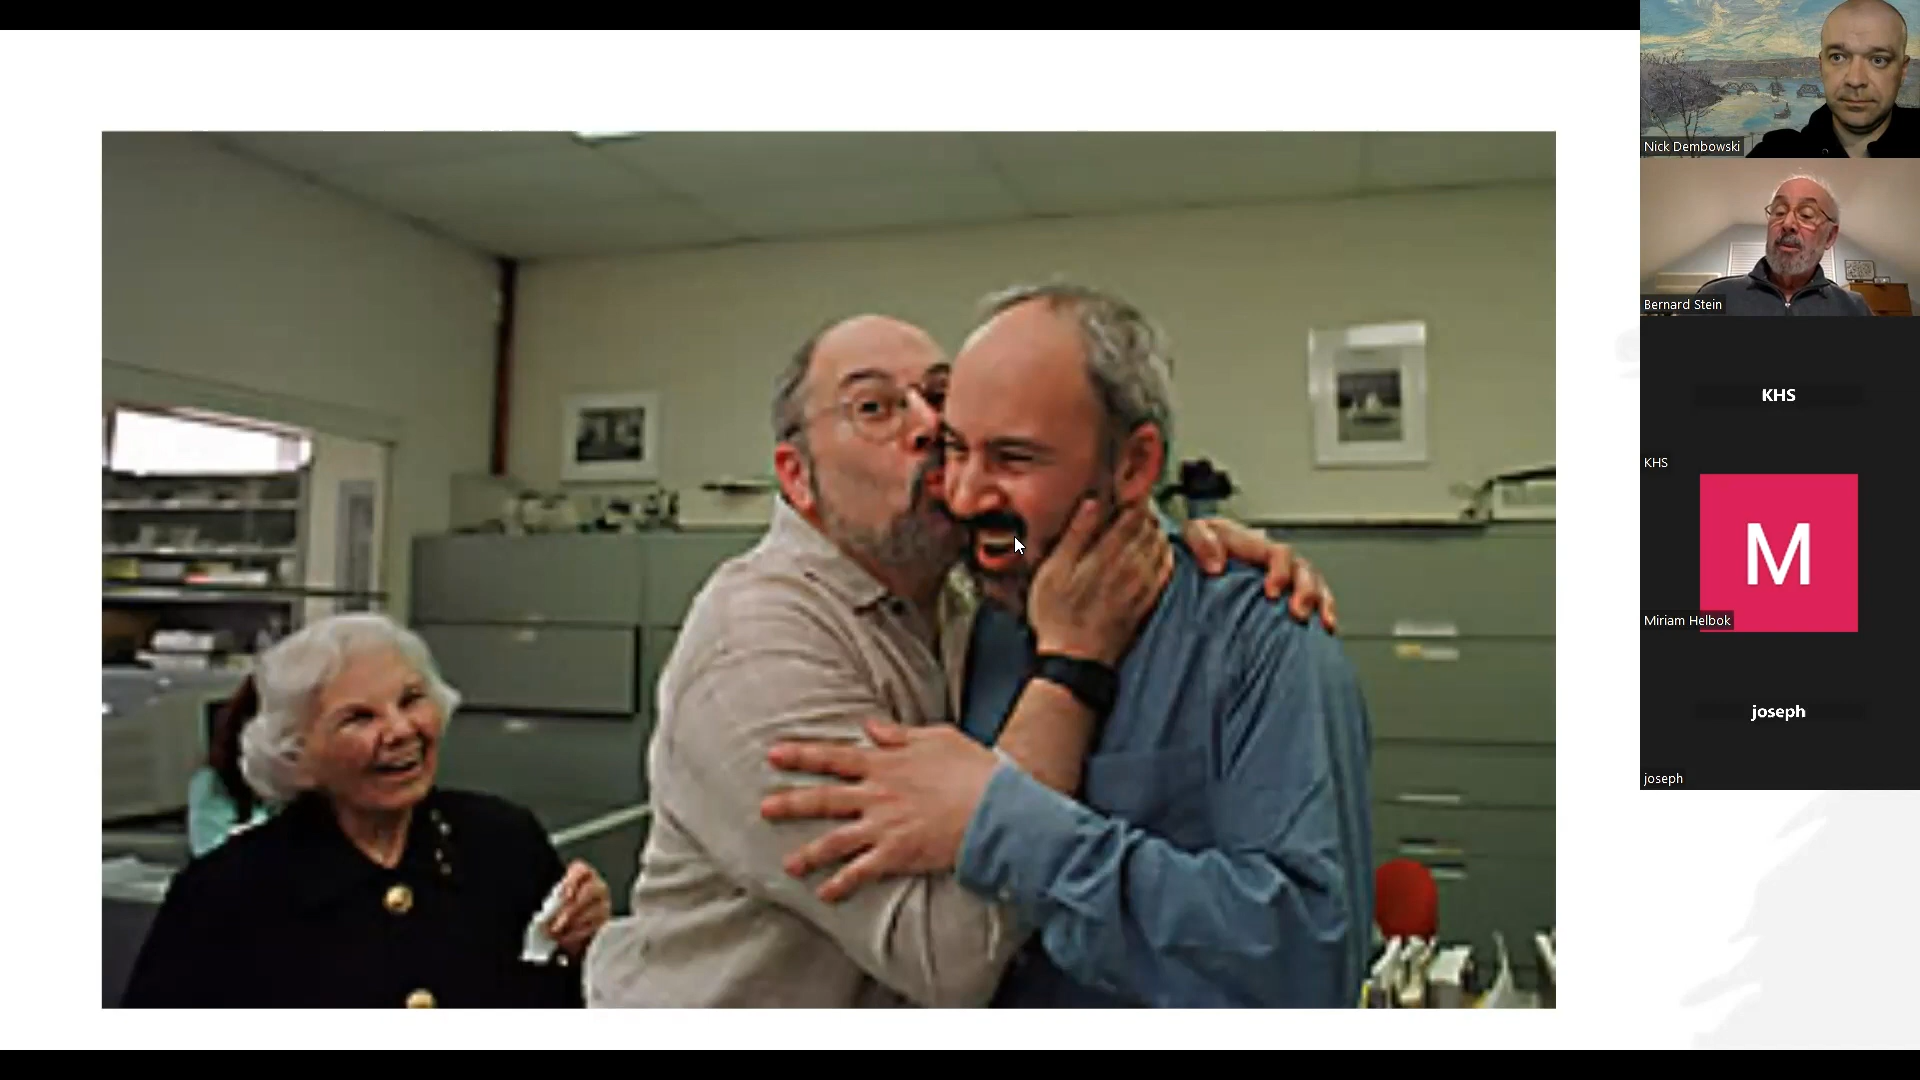 Nick Dembowski
Bernard Stein
KHS
KHS
M
Miriam Helbok
joseph
joseph